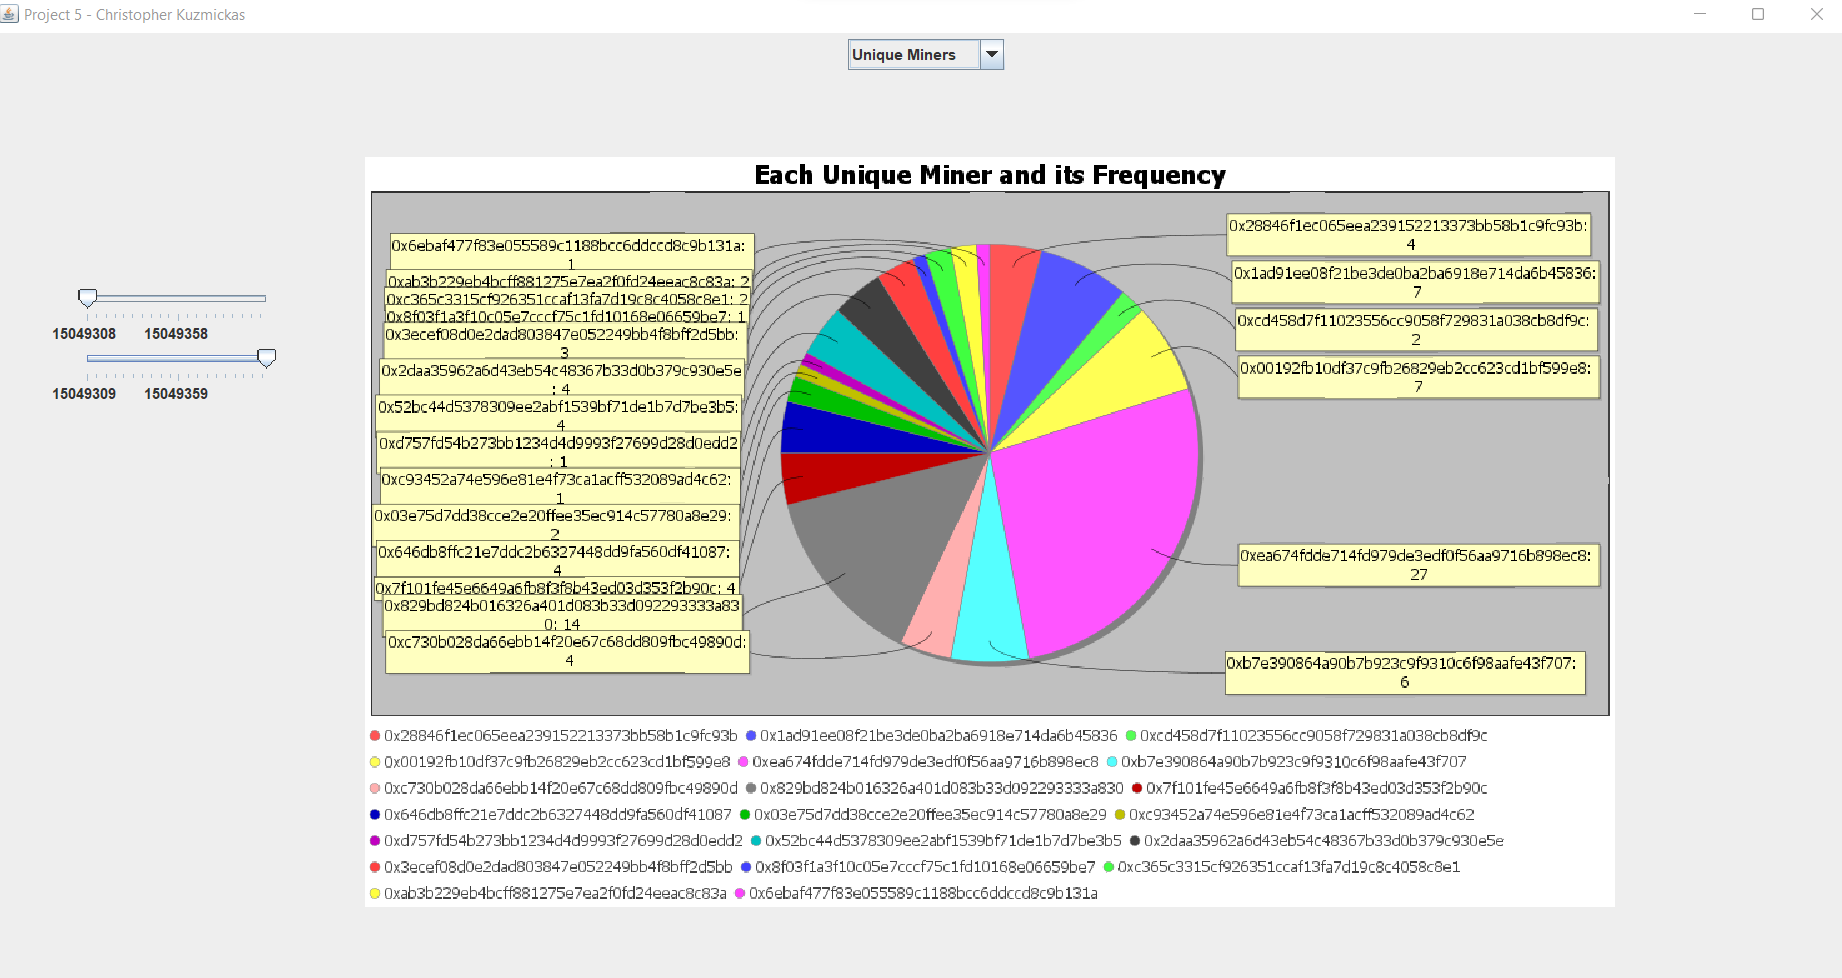 Project 5 - Christopher Kuzmickas
Unique Miners
15049308 15049358
15049309 15049359
Each Unique Miner and its Frequency
0x6ebaf477f83e055589c1188bcc6ddccd8c9b131a:
1
0xab3b229eb4bcff881275e7ea2f0fd24eeac8c83a: 2
0xc365c3315cf926351ccaf13fa7d19c8c4058c8e1: 2
0x8f03f1a3f10c05e7cccf75c1fd10168e06659be7: 1
0x3ecef08d0e2dad803847e052249bb4f8bff2d5bb:
3
0x2daa35962a6d43eb54c48367b33d0b379c930e5e
: 4
0x52bc44d5378309ee2abf1539bf71de1b7d7be3b5:
4
0xd757fd54b273bb1234d4d9993f27699d28d0edd2
: 1
0xc93452a74e596e81e4f73ca1acff532089ad4c62:
1
0x03e75d7dd38cce2e20ffee35ec914c57780a8e29:
2
0x646db8ffc21e7ddc2b6327448dd9fa560df41087:
4
0x7f101fe45e6649a6fb8f3f8b43ed03d353f2b90c: 4
0x829bd824b016326a401d083b33d092293333a83
0: 14
0xc730b028da66ebb14f20e67c68dd809fbc49890d:
4
0x28846f1ec065eea239152213373bb58b1c9fc93b:
4
0x1ad91ee08f21be3de0ba2ba6918e714da6b45836:
7
0xcd458d7f11023556cc9058f729831a038cb8df9c:
2
0x00192fb10df37c9fb26829eb2cc623cd1bf599e8:
7
0xea674fdde714fd979de3edf0f56aa9716b898ec8:
27
0xb7e390864a90b7b923c9f9310c6f98aafe43f707:
6
0x28846f1ec065eea239152213373bb58b1c9fc93b 0x1ad91ee08f21be3de0ba2ba6918e714da6b45836 0xcd458d7f11023556cc9058f729831a038cb8df9c
0x00192fb10df37c9fb26829eb2cc623cd1bf599e8 0xea674fdde714fd979de3edf0f56aa9716b898ec8 0xb7e390864a90b7b923c9f9310c6f98aafe43f707
0xc730b028da66ebb14f20e67c68dd809fbc49890d 0x829bd824b016326a401d083b33d092293333a830 0x7f101fe45e6649a6fb8f3f8b43ed03d353f2b90c
0x646db8ffc21e7ddc2b6327448dd9fa560df41087 0x03e75d7dd38cce2e20ffee35ec914c57780a8e29 0xc93452a74e596e81e4f73ca1acff532089ad4c62
0xd757fd54b273bb1234d4d9993f27699d28d0edd2 0x52bc44d5378309ee2abf1539bf71de1b7d7be3b5 0x2daa35962a6d43eb54c48367b33d0b379c930e5e
0x3ecef08d0e2dad803847e052249bb4f8bff2d5bb 0x8f03f1a3f10c05e7cccf75c1fd10168e06659be7 0xc365c3315cf926351ccaf13fa7d19c8c4058c8e1
0xab3b229eb4bcff881275e7ea2f0fd24eeac8c83a 0x6ebaf477f83e055589c1188bcc6ddccd8c9b131a